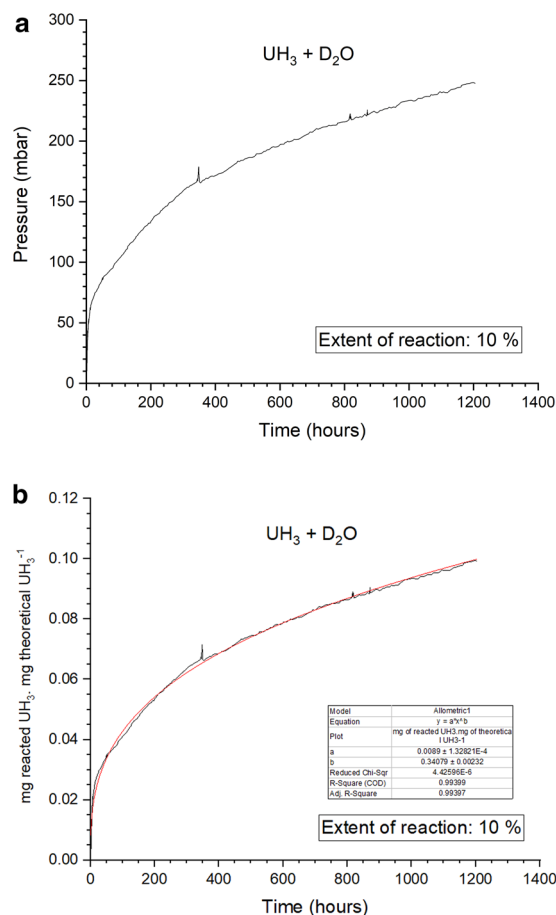 a
UH₃ + D₂O
300
250
200
150
100
50
0
Pressure (mbar)
Extent of reaction: 10 %
0 200 400 600 800 1000 1200 1400
Time (hours)
b
UH₃ + D₂O
0.12
0.10
0.08
0.06
0.04
0.02
0.00
mg reacted UH₃. mg theoretical UH₃⁻¹
Model Allometric1
Equation y = a*x^b
Plot mg of reacted UH3.mg of theoretica
l UH3-1
a 0.0089 ± 1.32821E-4
b 0.34079 ± 0.00232
Reduced Chi-Sqr 4.42596E-6
R-Square (COD) 0.99399
Adj. R-Square 0.99397
Extent of reaction: 10 %
0 200 400 600 800 1000 1200 1400
Time (hours)